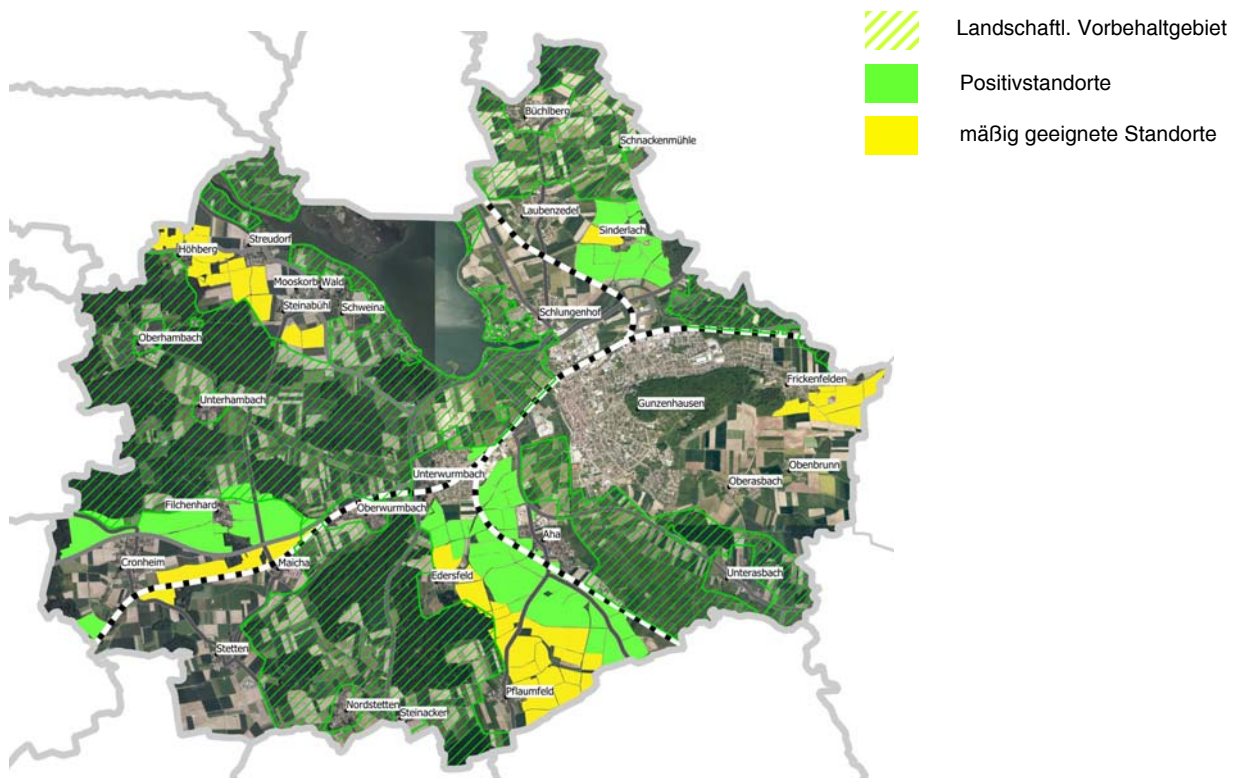 Landschaftl. Vorbehaltgebiet
Positivstandorte
mäßig geeignete Standorte
Büchlberg
Schnackenmühle
Laubenzedel
Sinderlach
Streudorf
Höhberg
Mooskorb Wald
Steinabühl
Schweina
Schlungenhof
Oberhambach
Frickenfelden
Unterhambach
Gunzenhausen
Obenbrunn
Unterwurmbach
Oberasbach
Filchenhard
Oberwurmbach
Aha
Cronheim
Maicha
Edersfeld
Unterasbach
Stetten
Pflaumfeld
Nordstetten
Steinacker